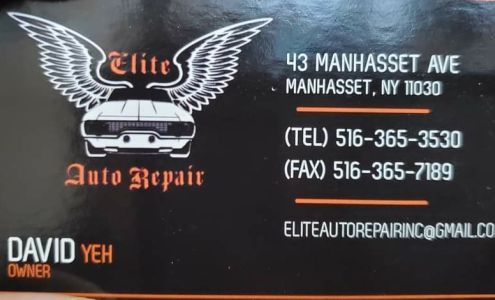 Elite
Auto Repair
43 MANHASSET AVE
MANHASSET, NY 11030
(TEL) 516-365-3530
(FAX) 516-365-7189
ELITEAUTOREPAIRINC@GMAIL.CO
DAVID YEH
OWNER